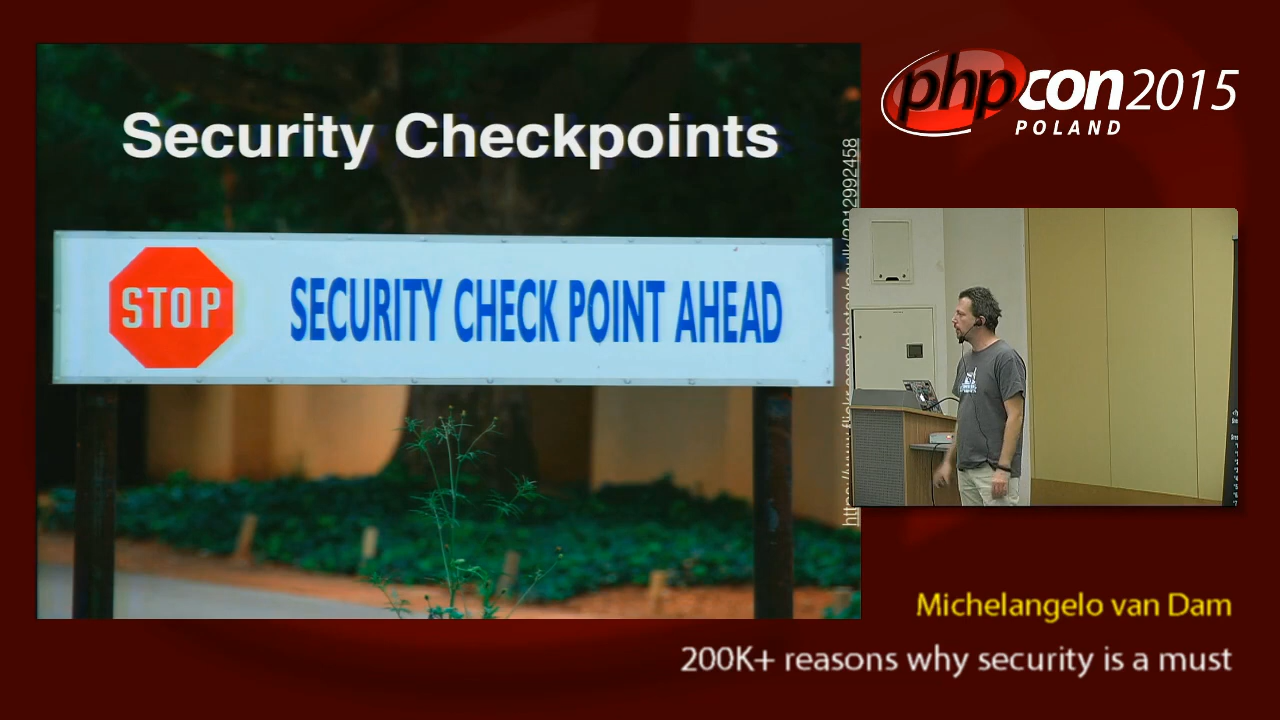 Security Checkpoints
STOP
SECURITY CHECK POINT AHEAD
phpcon2015
POLAND
Michelangelo van Dam
200K+ reasons why security is a must